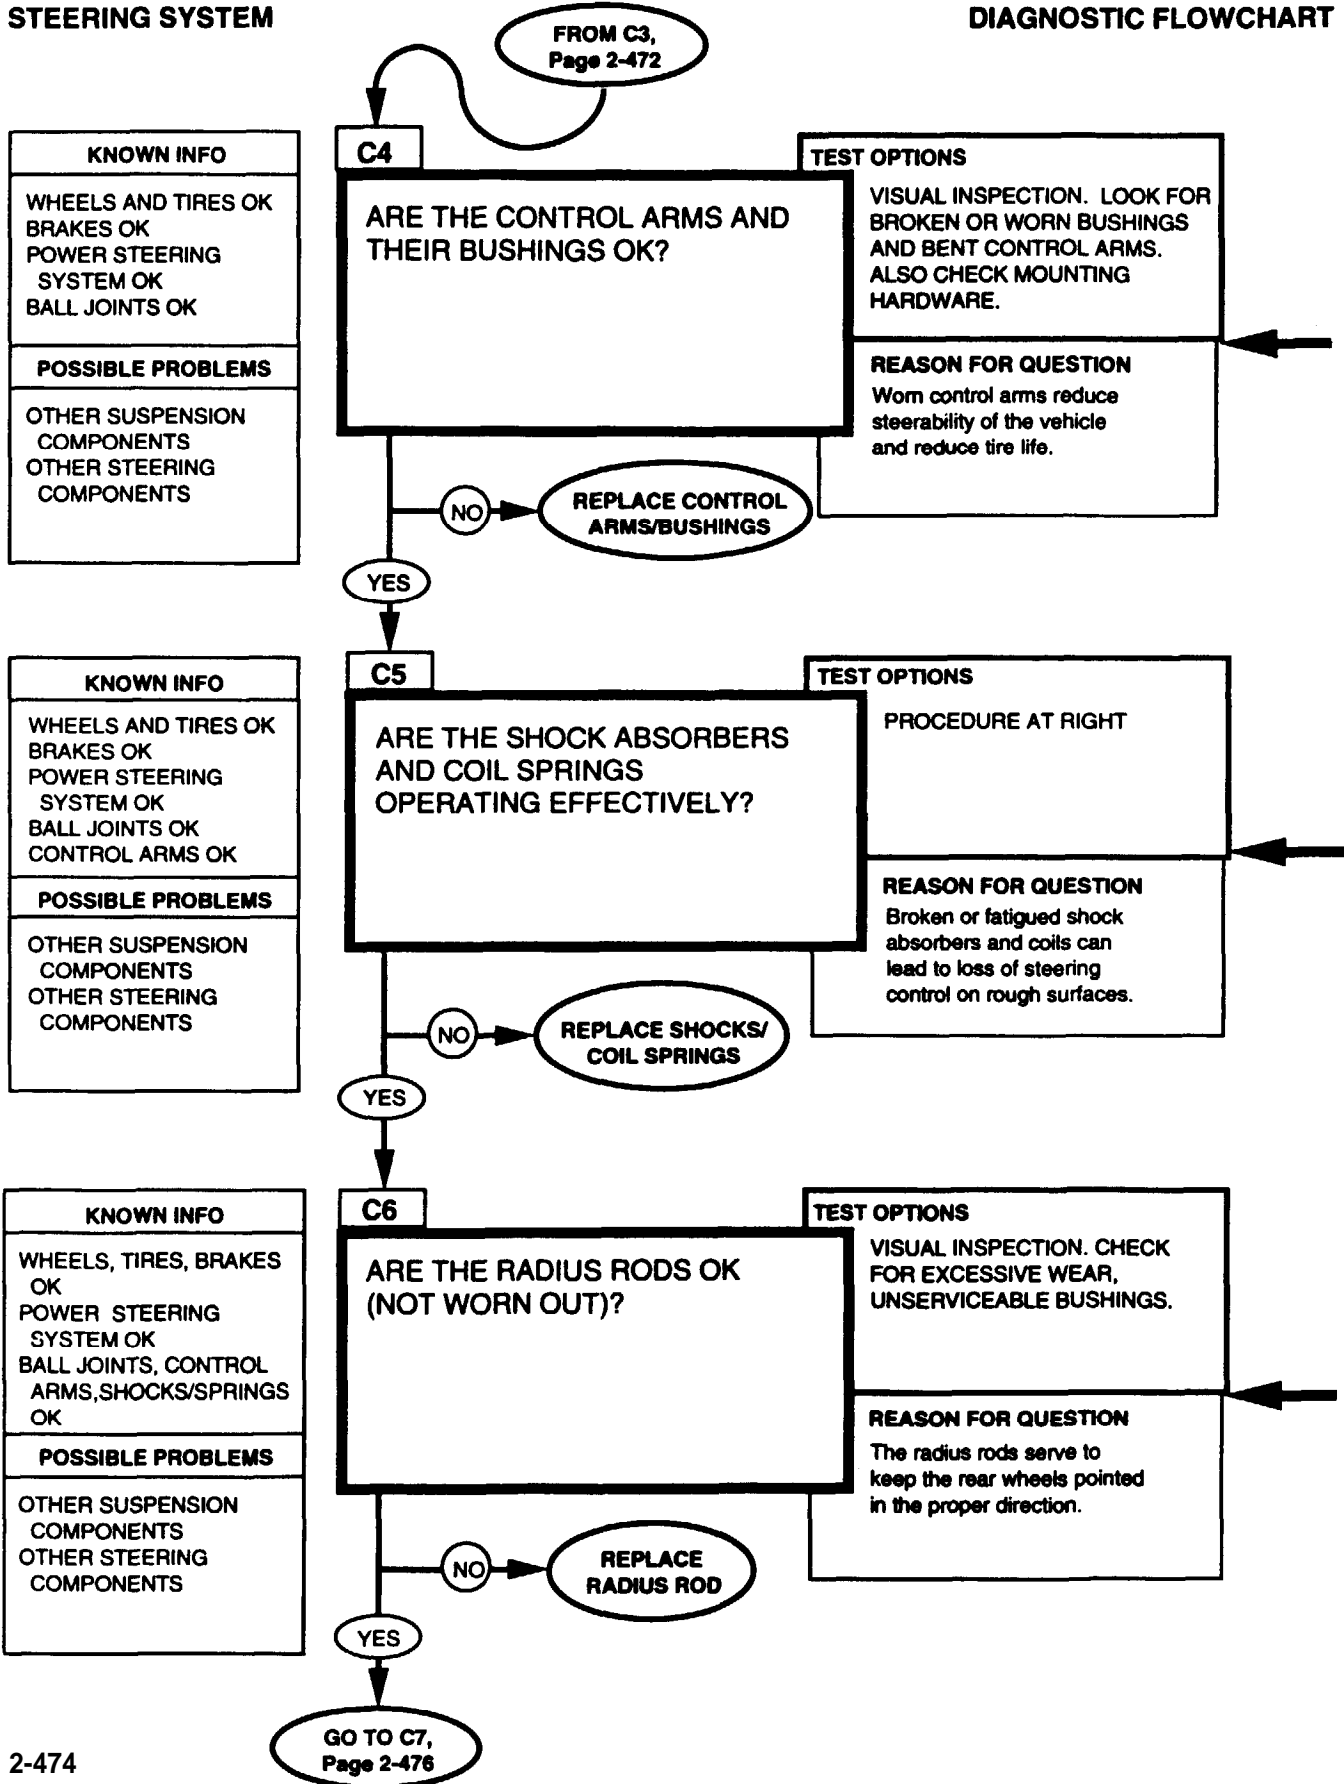 STEERING SYSTEM
DIAGNOSTIC FLOWCHART
FROM C3,
Page 2-472
KNOWN INFO
WHEELS AND TIRES OK
BRAKES OK
POWER STEERING
SYSTEM OK
BALL JOINTS OK
POSSIBLE PROBLEMS
OTHER SUSPENSION
COMPONENTS
OTHER STEERING
COMPONENTS
C4
ARE THE CONTROL ARMS AND
THEIR BUSHINGS OK?
TEST OPTIONS
VISUAL INSPECTION. LOOK FOR
BROKEN OR WORN BUSHINGS
AND BENT CONTROL ARMS.
ALSO CHECK MOUNTING
HARDWARE.
REASON FOR QUESTION
Worn control arms reduce
steerability of the vehicle
and reduce tire life.
NO
REPLACE CONTROL
ARMS/BUSHINGS
YES
KNOWN INFO
WHEELS AND TIRES OK
BRAKES OK
POWER STEERING
SYSTEM OK
BALL JOINTS OK
CONTROL ARMS OK
POSSIBLE PROBLEMS
OTHER SUSPENSION
COMPONENTS
OTHER STEERING
COMPONENTS
C5
ARE THE SHOCK ABSORBERS
AND COIL SPRINGS
OPERATING EFFECTIVELY?
TEST OPTIONS
PROCEDURE AT RIGHT
REASON FOR QUESTION
Broken or fatigued shock
absorbers and coils can
lead to loss of steering
control on rough surfaces.
NO
REPLACE SHOCKS/
COIL SPRINGS
YES
KNOWN INFO
WHEELS, TIRES, BRAKES
OK
POWER STEERING
SYSTEM OK
BALL JOINTS, CONTROL
ARMS,SHOCKS/SPRINGS
OK
POSSIBLE PROBLEMS
OTHER SUSPENSION
COMPONENTS
OTHER STEERING
COMPONENTS
C6
ARE THE RADIUS RODS OK
(NOT WORN OUT)?
TEST OPTIONS
VISUAL INSPECTION. CHECK
FOR EXCESSIVE WEAR,
UNSERVICEABLE BUSHINGS.
REASON FOR QUESTION
The radius rods serve to
keep the rear wheels pointed
in the proper direction.
NO
REPLACE
RADIUS ROD
YES
GO TO C7,
Page 2-476
2-474